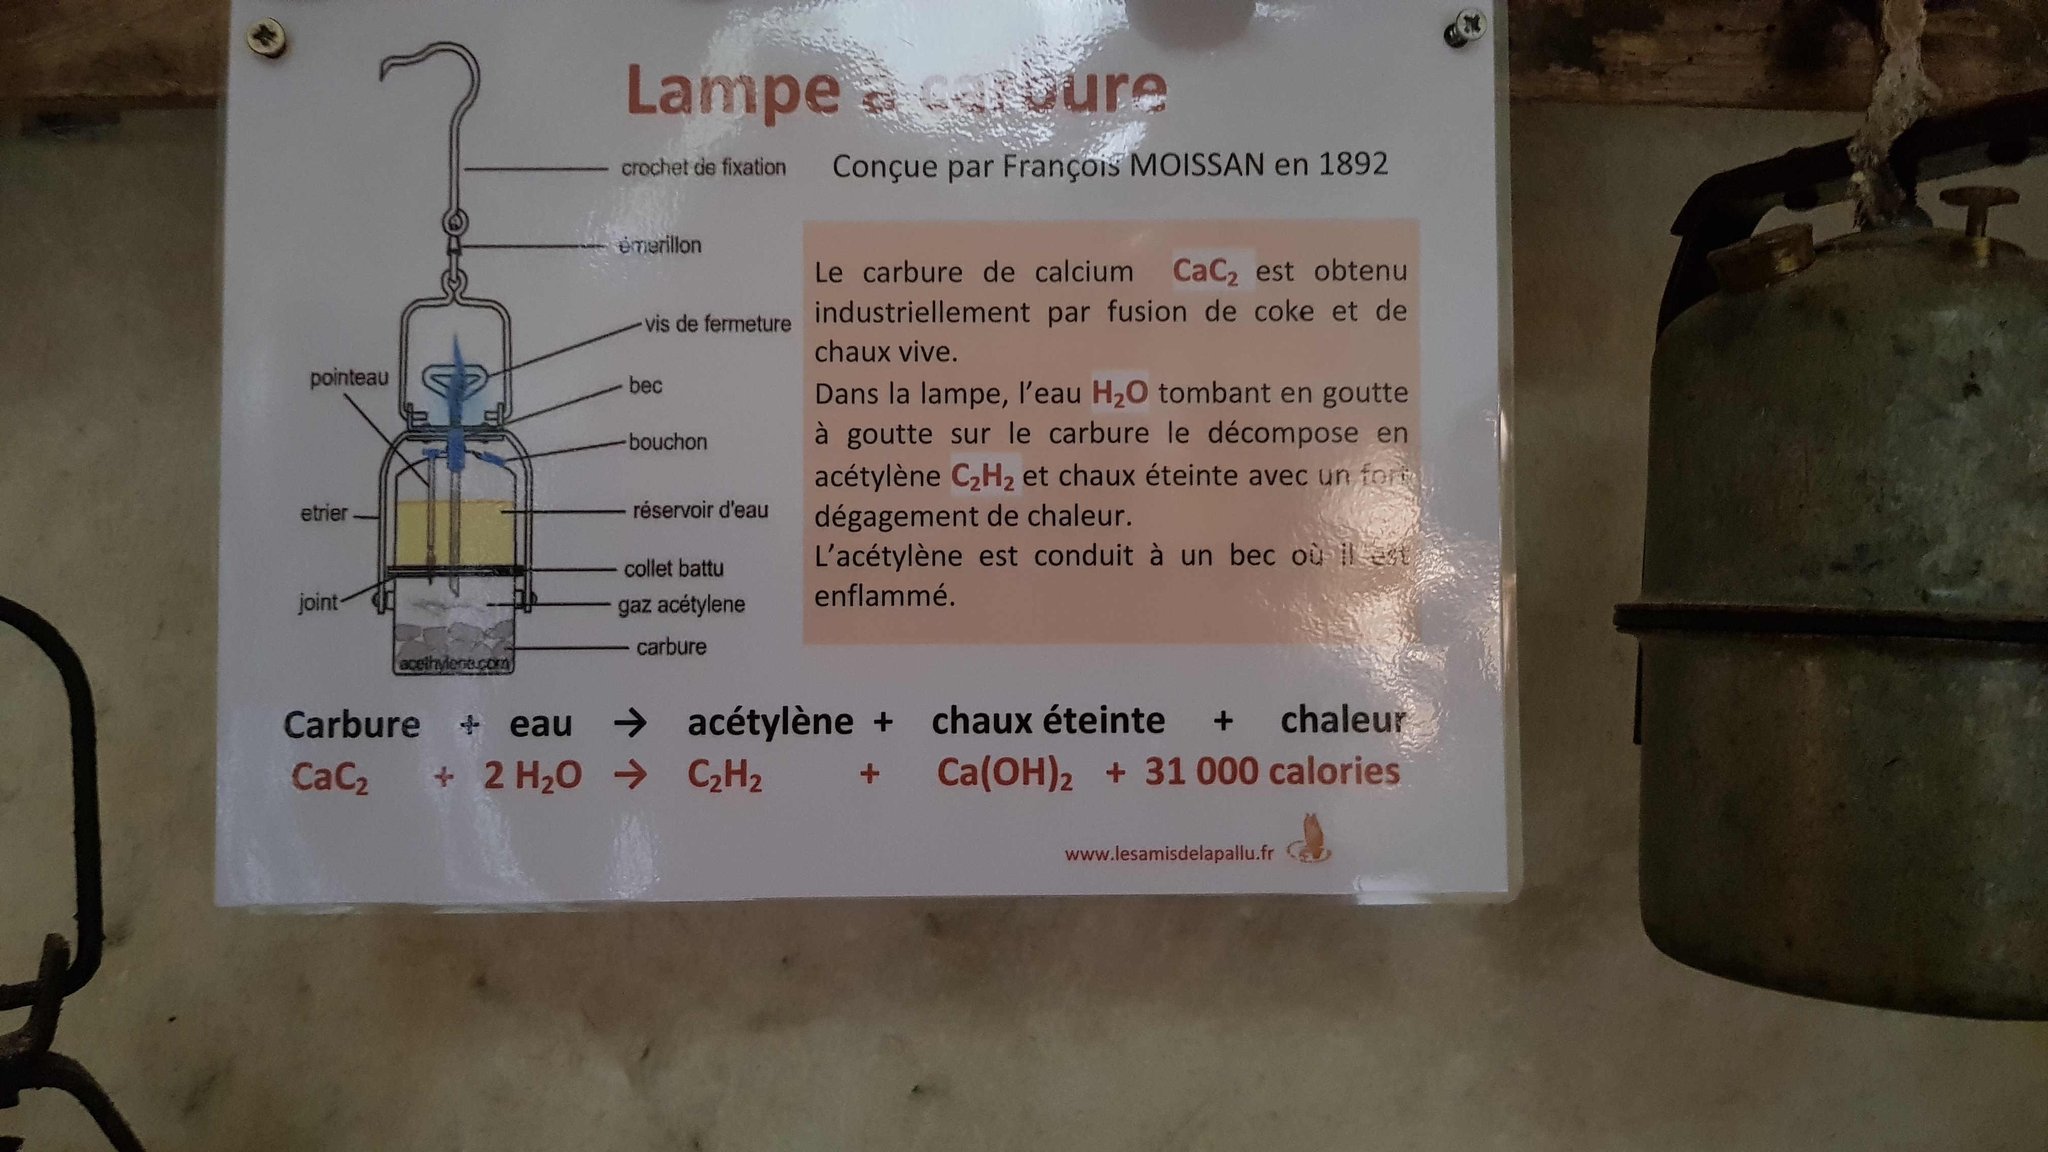 Lampe à carbure
crochet de fixation
Conçue par François MOISSAN en 1892
émerillon
vis de fermeture
pointeau
bec
bouchon
etrier
réservoir d'eau
collet battu
joint
gaz acétylene
carbure
acethylene.com
Le carbure de calcium CaC₂ est obtenu
industriellement par fusion de coke et de
chaux vive.
Dans la lampe, l'eau H₂O tombant en goutte
à goutte sur le carbure le décompose en
acétylène C₂H₂ et chaux éteinte avec un fort
dégagement de chaleur.
L'acétylène est conduit à un bec où il est
enflammé.
Carbure + eau → acétylène + chaux éteinte + chaleur
CaC₂ + 2 H₂O → C₂H₂ + Ca(OH)₂ + 31 000 calories
www.lesamisdelapallu.fr